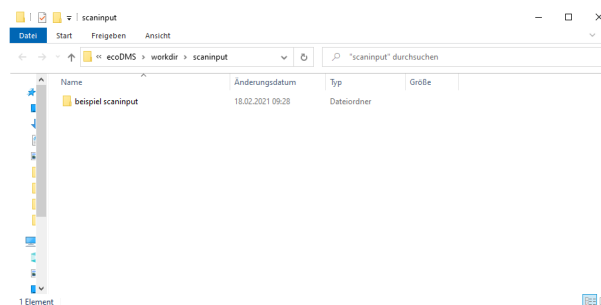 scaninput
Datei Start Freigeben Ansicht
« ecoDMS › workdir › scaninput "scaninput" durchsuchen
Name Änderungsdatum Typ Größe
beispiel scaninput 18.02.2021 09:28 Dateiordner
1 Element